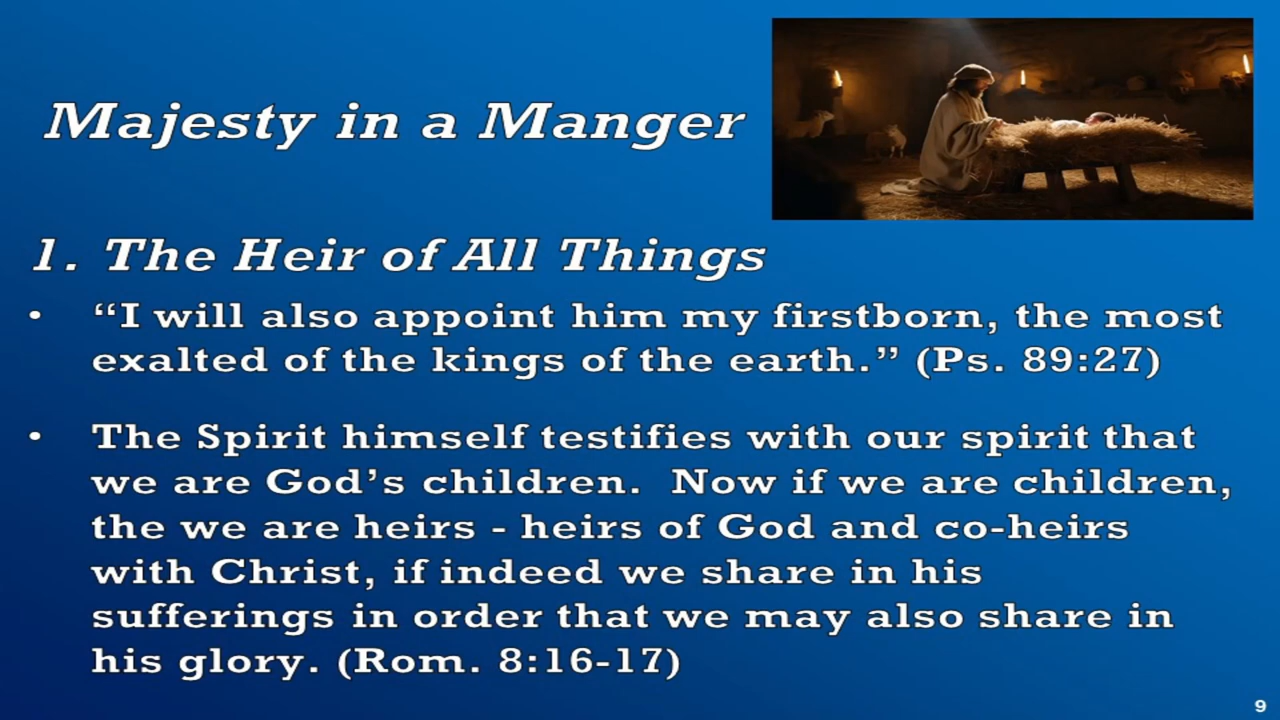 Majesty in a Manger
1. The Heir of All Things
• “I will also appoint him my firstborn, the most
exalted of the kings of the earth.” (Ps. 89:27)
• The Spirit himself testifies with our spirit that
we are God’s children.  Now if we are children,
the we are heirs - heirs of God and co-heirs
with Christ, if indeed we share in his
sufferings in order that we may also share in
his glory. (Rom. 8:16-17)
9